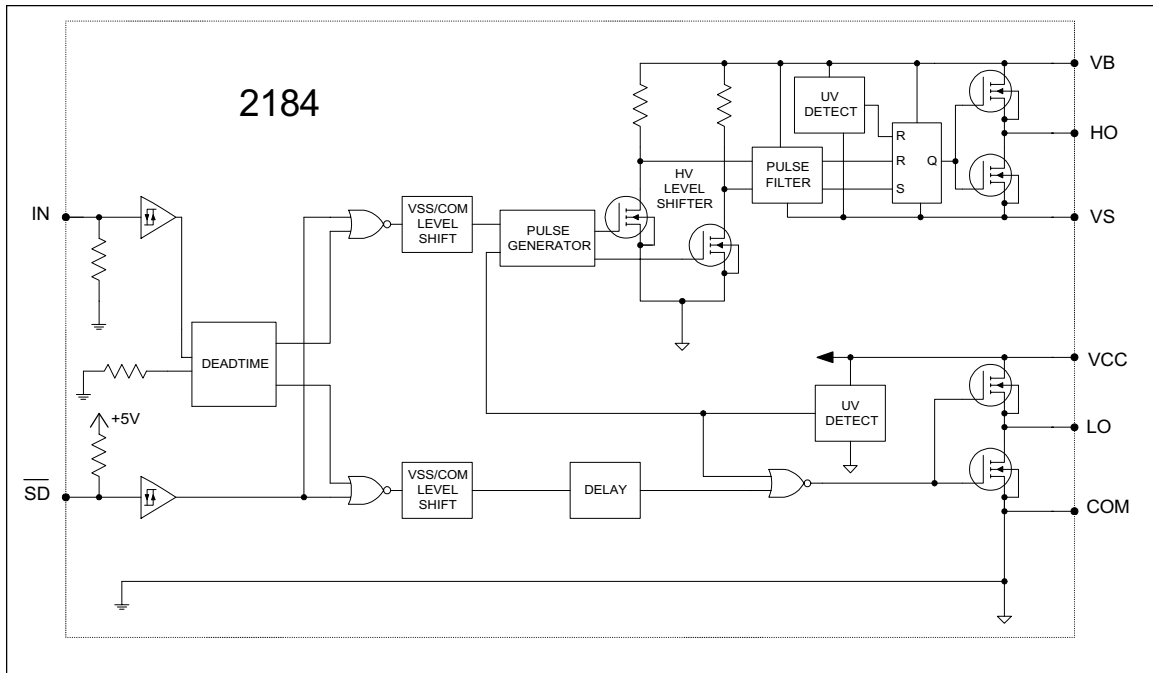 2184
VB
UV
DETECT
HO
R
R
Q
S
PULSE
FILTER
HV
LEVEL
SHIFTER
IN
VSS/COM
LEVEL
SHIFT
PULSE
GENERATOR
VS
DEADTIME
VCC
+5V
UV
DETECT
LO
SD
VSS/COM
LEVEL
SHIFT
DELAY
COM